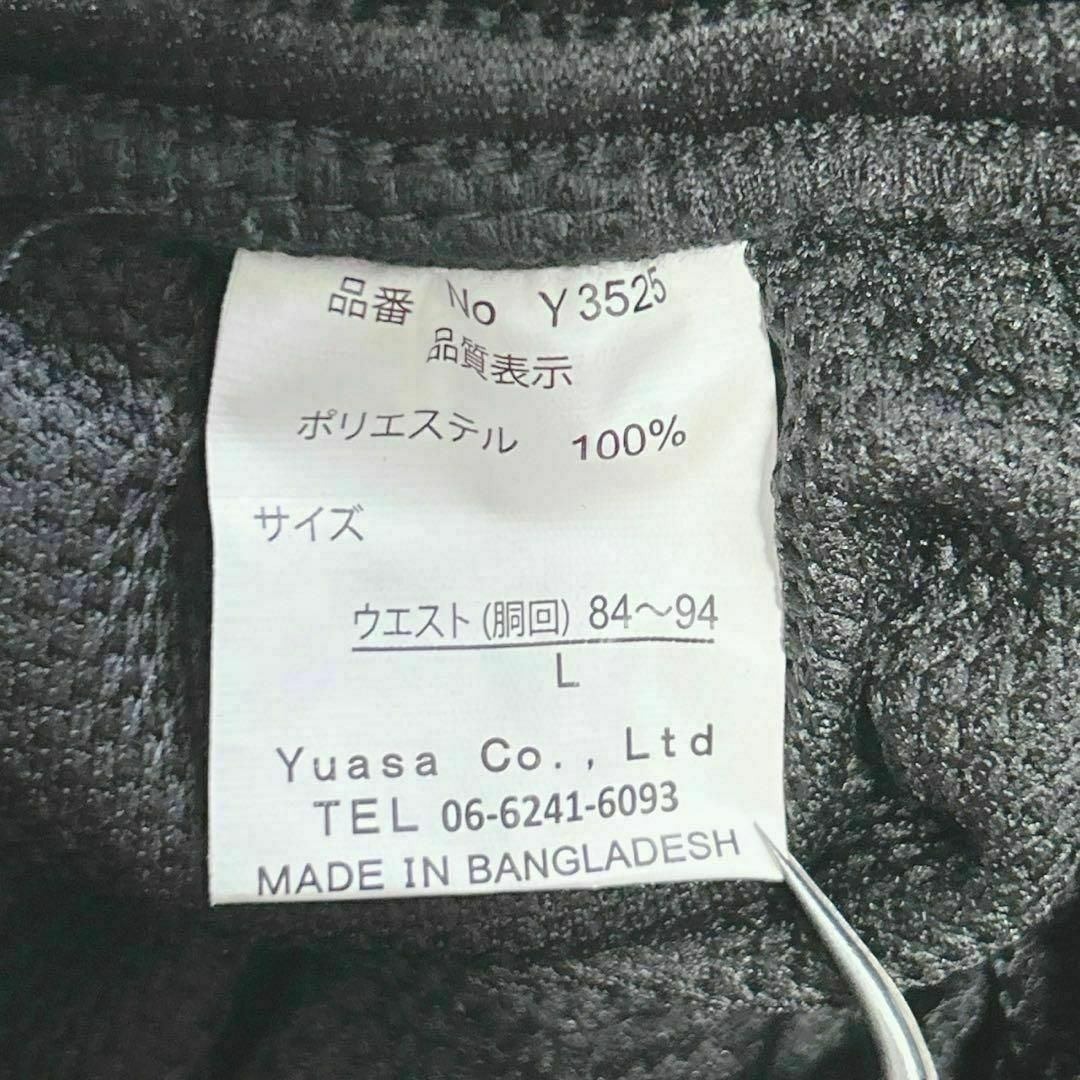 品番 No Y3525
品質表示
ポリエステル 100%
サイズ
ウエスト(胴回) 84～94
L
Yuasa Co., Ltd
TEL 06-6241-6093
MADE IN BANGLADESH